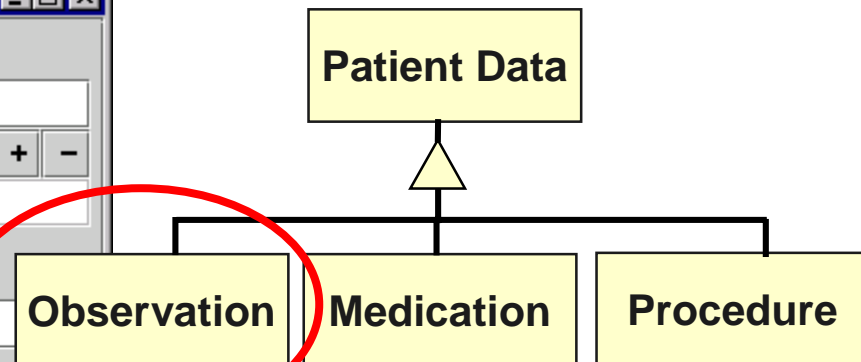 Patient Data
+ −
Observation Medication Procedure